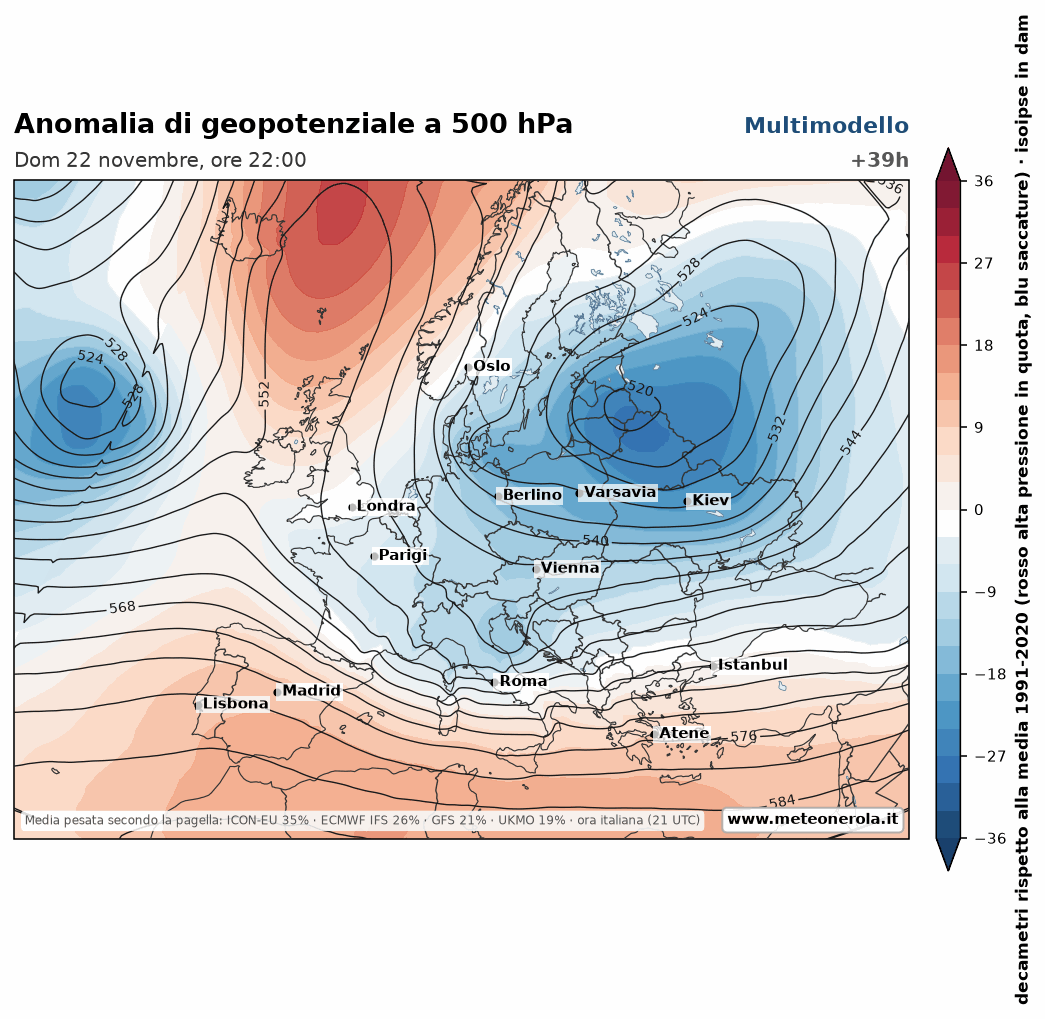 Anomalia di geopotenziale a 500 hPa
Multimodello
Dom 22 novembre, ore 22:00
+39h
536
528
524
528
524
528
520
552
532
544
540
568
576
584
Oslo
Berlino
Varsavia
Kiev
Londra
Parigi
Vienna
Istanbul
Roma
Madrid
Lisbona
Atene
Media pesata secondo la pagella: ICON-EU 35% · ECMWF IFS 26% · GFS 21% · UKMO 19% · ora italiana (21 UTC)
www.meteonerola.it
36
27
18
9
0
−9
−18
−27
−36
decametri rispetto alla media 1991-2020 (rosso alta pressione in quota, blu saccature) · isoipse in dam